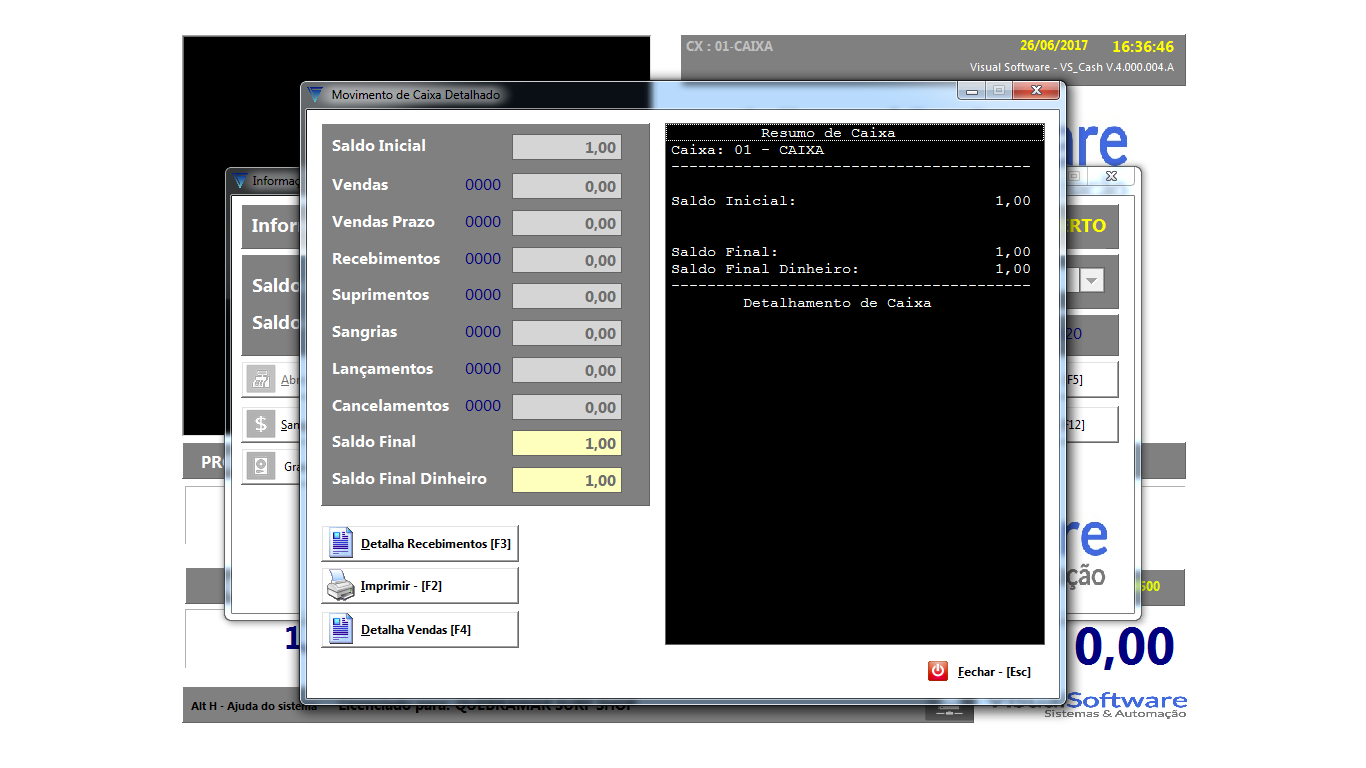 CX : 01-CAIXA
26/06/2017 16:36:46
Visual Software - VS_Cash V.4.000.004.A
Movimento de Caixa Detalhado
Saldo Inicial 1,00
Vendas 0000 0,00
Vendas Prazo 0000 0,00
Recebimentos 0000 0,00
Suprimentos 0000 0,00
Sangrias 0000 0,00
Lançamentos 0000 0,00
Cancelamentos 0000 0,00
Saldo Final 1,00
Saldo Final Dinheiro 1,00
Detalha Recebimentos [F3]
Imprimir - [F2]
Detalha Vendas [F4]
Resumo de Caixa
Caixa: 01 - CAIXA
----------------------------------------
Saldo Inicial: 1,00
Saldo Final: 1,00
Saldo Final Dinheiro: 1,00
----------------------------------------
Detalhamento de Caixa
Fechar - [Esc]
Informaç
Infor
ERTO
Saldo
Saldo
20
Abr
F5]
San
12]
Gra
PRO
re
re
ção
500
1
0,00
Alt H - Ajuda do sistema
Licenciado para: QUEBRAMAR SURF SHOP
Software
Sistemas & Automação